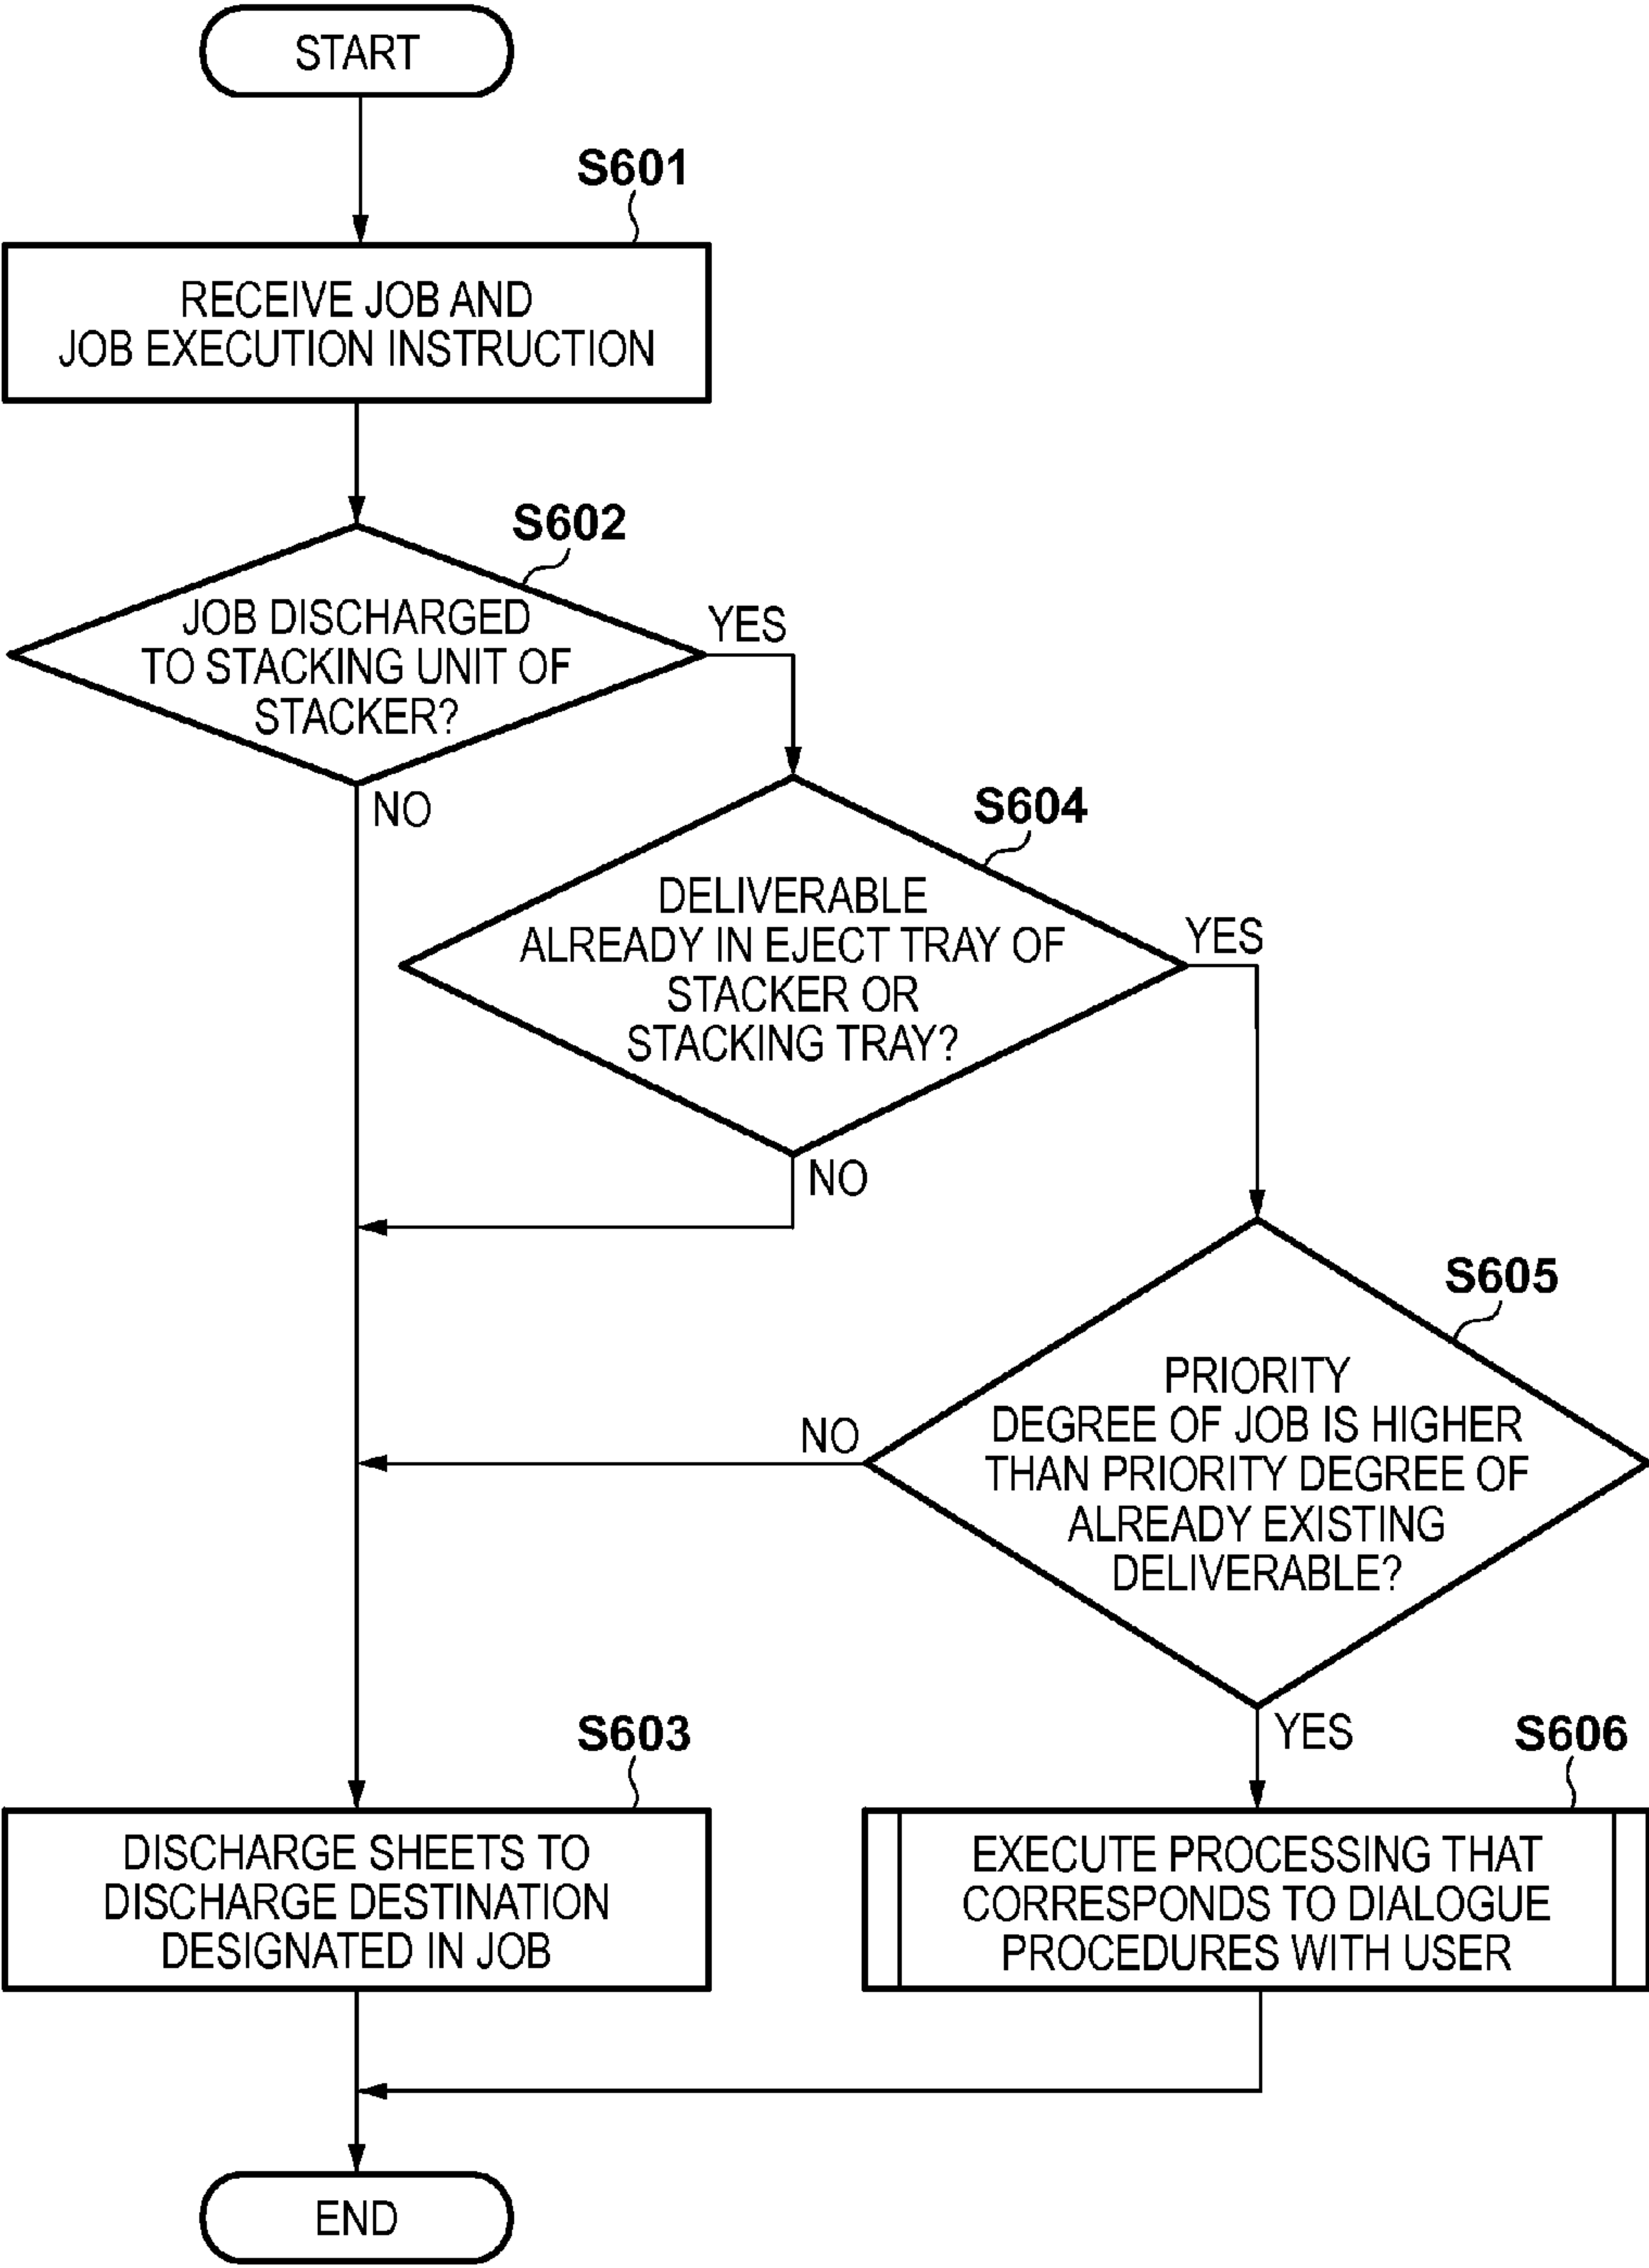 START
S601
RECEIVE JOB AND
JOB EXECUTION INSTRUCTION
S602
JOB DISCHARGED
TO STACKING UNIT OF
STACKER?
YES
NO
S604
DELIVERABLE
ALREADY IN EJECT TRAY OF
STACKER OR
STACKING TRAY?
YES
NO
S605
PRIORITY
DEGREE OF JOB IS HIGHER
THAN PRIORITY DEGREE OF
ALREADY EXISTING
DELIVERABLE?
NO
YES
S603
DISCHARGE SHEETS TO
DISCHARGE DESTINATION
DESIGNATED IN JOB
S606
EXECUTE PROCESSING THAT
CORRESPONDS TO DIALOGUE
PROCEDURES WITH USER
END